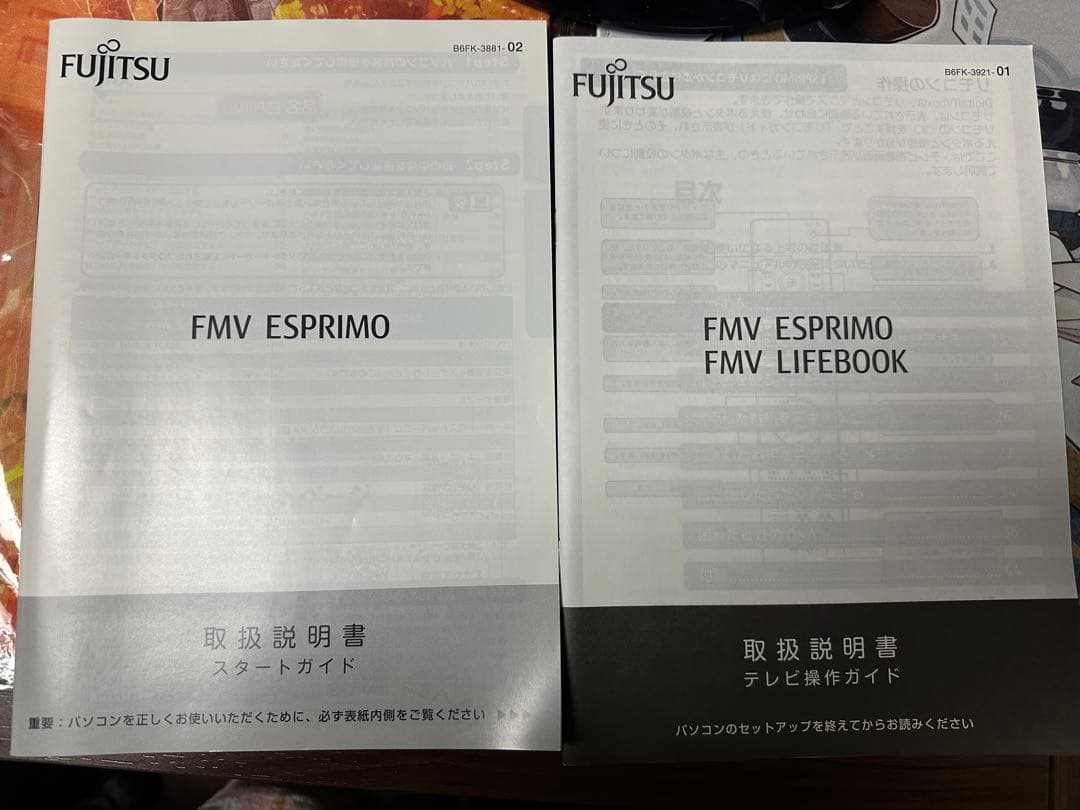 FUJITSU
B6FK-3881-02
FMV ESPRIMO
取扱説明書
スタートガイド
重要：パソコンを正しくお使いいただくために、必ず表紙内側をご覧ください
FUJITSU
B6FK-3921-01
FMV ESPRIMO
FMV LIFEBOOK
取扱説明書
テレビ操作ガイド
パソコンのセットアップを終えてからお読みください